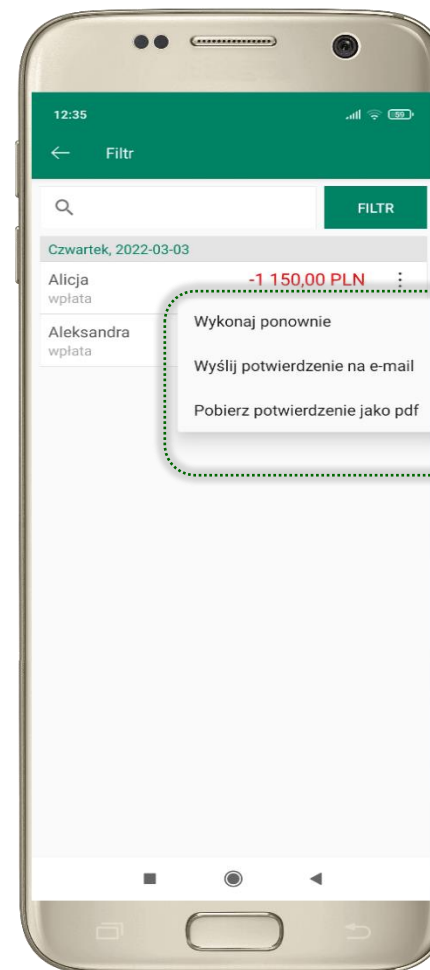 12:35
59
Filtr
FILTR
Czwartek, 2022-03-03
Alicja
-1 150,00 PLN
wpłata
Aleksandra
wpłata
Wykonaj ponownie
Wyślij potwierdzenie na e-mail
Pobierz potwierdzenie jako pdf